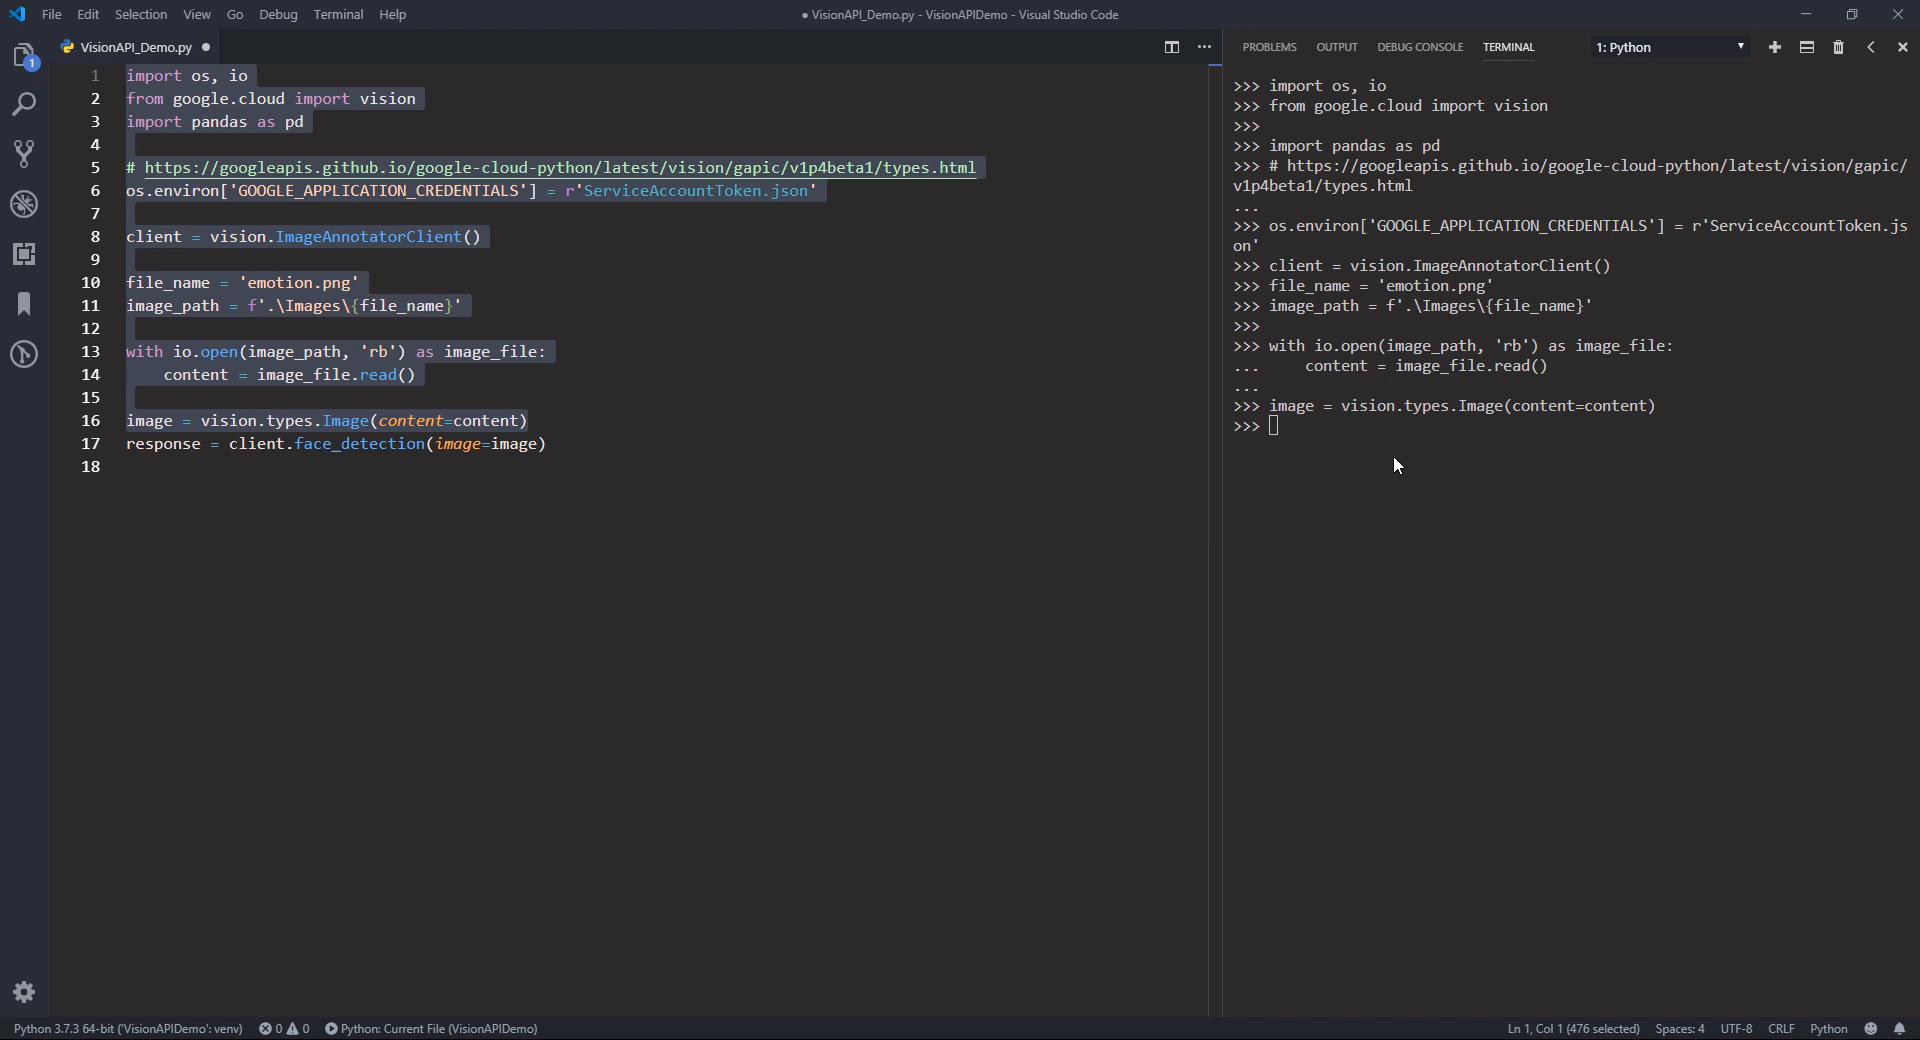 File Edit Selection View Go Debug Terminal Help
● VisionAPI_Demo.py - VisionAPIDemo - Visual Studio Code
1
VisionAPI_Demo.py ●
1 import os, io
2 from google.cloud import vision
3 import pandas as pd
4
5 # https://googleapis.github.io/google-cloud-python/latest/vision/gapic/v1p4beta1/types.html
6 os.environ['GOOGLE_APPLICATION_CREDENTIALS'] = r'ServiceAccountToken.json'
7
8 client = vision.ImageAnnotatorClient()
9
10 file_name = 'emotion.png'
11 image_path = f'.\Images\{file_name}'
12
13 with io.open(image_path, 'rb') as image_file:
14     content = image_file.read()
15
16 image = vision.types.Image(content=content)
17 response = client.face_detection(image=image)
18
PROBLEMS OUTPUT DEBUG CONSOLE TERMINAL 1: Python
>>> import os, io
>>> from google.cloud import vision
>>>
>>> import pandas as pd
>>> # https://googleapis.github.io/google-cloud-python/latest/vision/gapic/
v1p4beta1/types.html
...
>>> os.environ['GOOGLE_APPLICATION_CREDENTIALS'] = r'ServiceAccountToken.js
on'
>>> client = vision.ImageAnnotatorClient()
>>> file_name = 'emotion.png'
>>> image_path = f'.\Images\{file_name}'
>>>
>>> with io.open(image_path, 'rb') as image_file:
...     content = image_file.read()
...
>>> image = vision.types.Image(content=content)
>>>
Python 3.7.3 64-bit ('VisionAPIDemo': venv) 0 0 Python: Current File (VisionAPIDemo) Ln 1, Col 1 (476 selected) Spaces: 4 UTF-8 CRLF Python